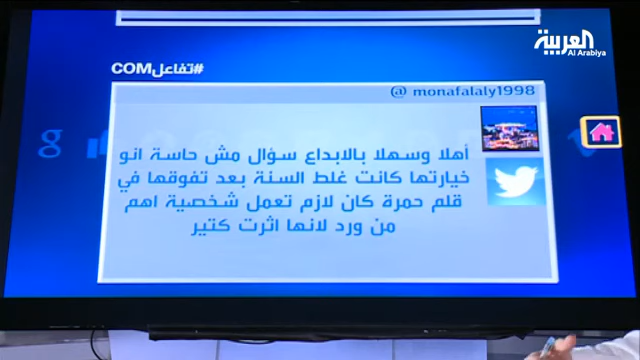 العربية
Al Arabiya
#تفاعلCOM
@ monafalaly1998
أهلا وسهلا بالابداع سؤال مش حاسة انو
خيارتها كانت غلط السنة بعد تفوقها في
قلم حمرة كان لازم تعمل شخصية اهم
من ورد لانها اثرت كتير